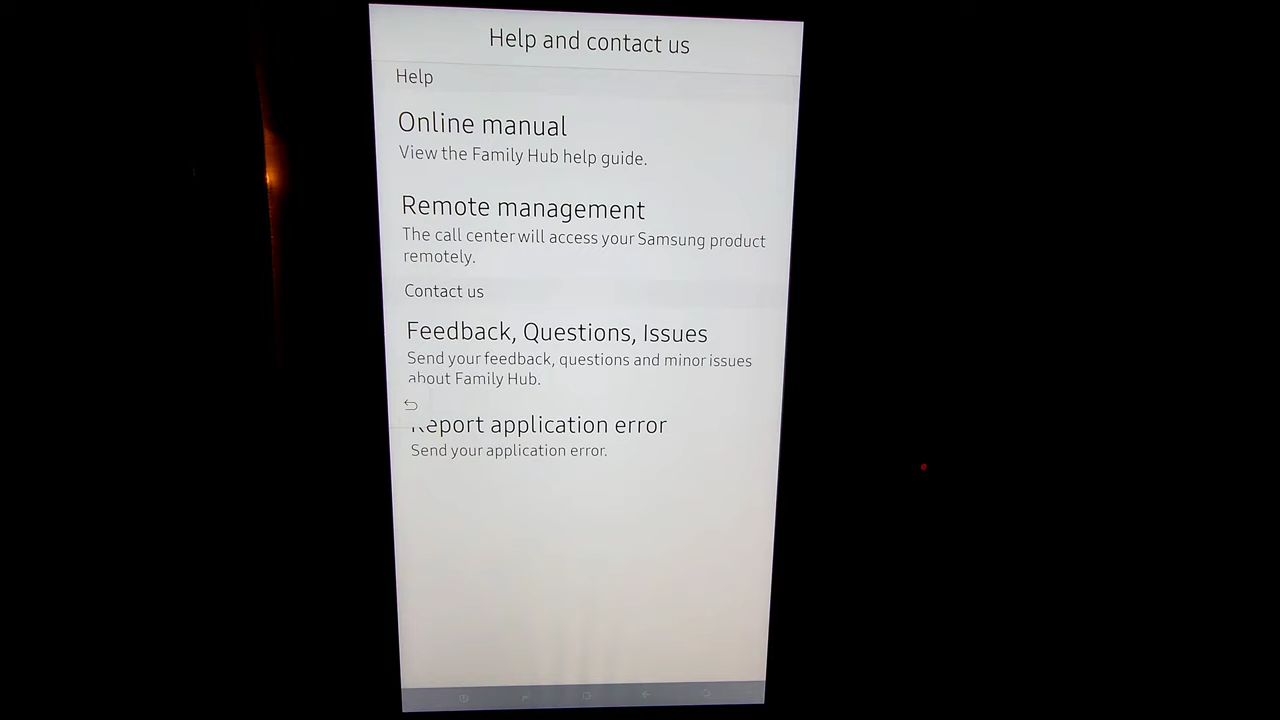 Help and contact us
Help
Online manual
View the Family Hub help guide.
Remote management
The call center will access your Samsung product
remotely.
Contact us
Feedback, Questions, Issues
Send your feedback, questions and minor issues
about Family Hub.
Report application error
Send your application error.